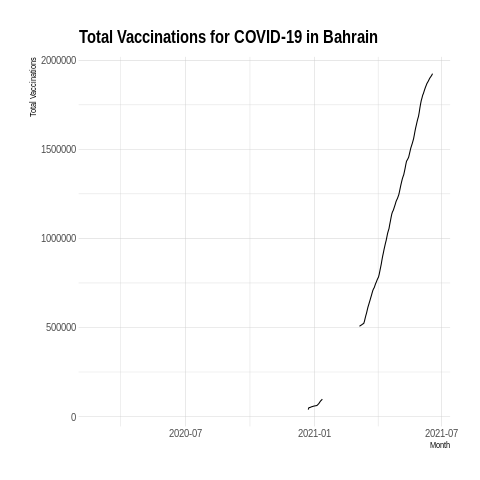 Total Vaccinations for COVID-19 in Bahrain
Total Vaccinations
2000000
1500000
1000000
500000
0
2020-07
2021-01
2021-07
Month